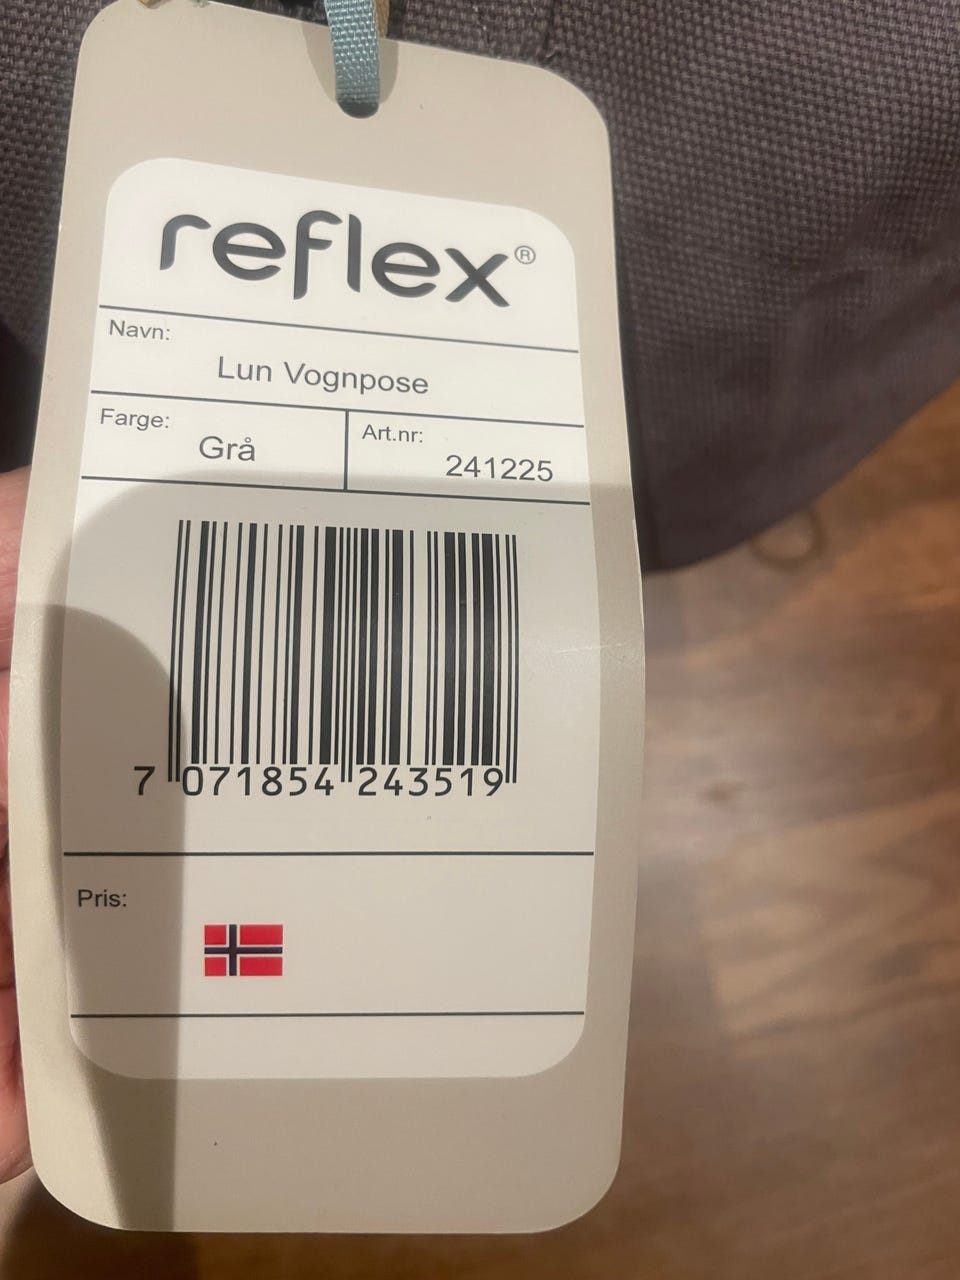 reflex®
Navn:
Lun Vognpose
Farge:
Grå
Art.nr:
241225
7 071854 243519
Pris: